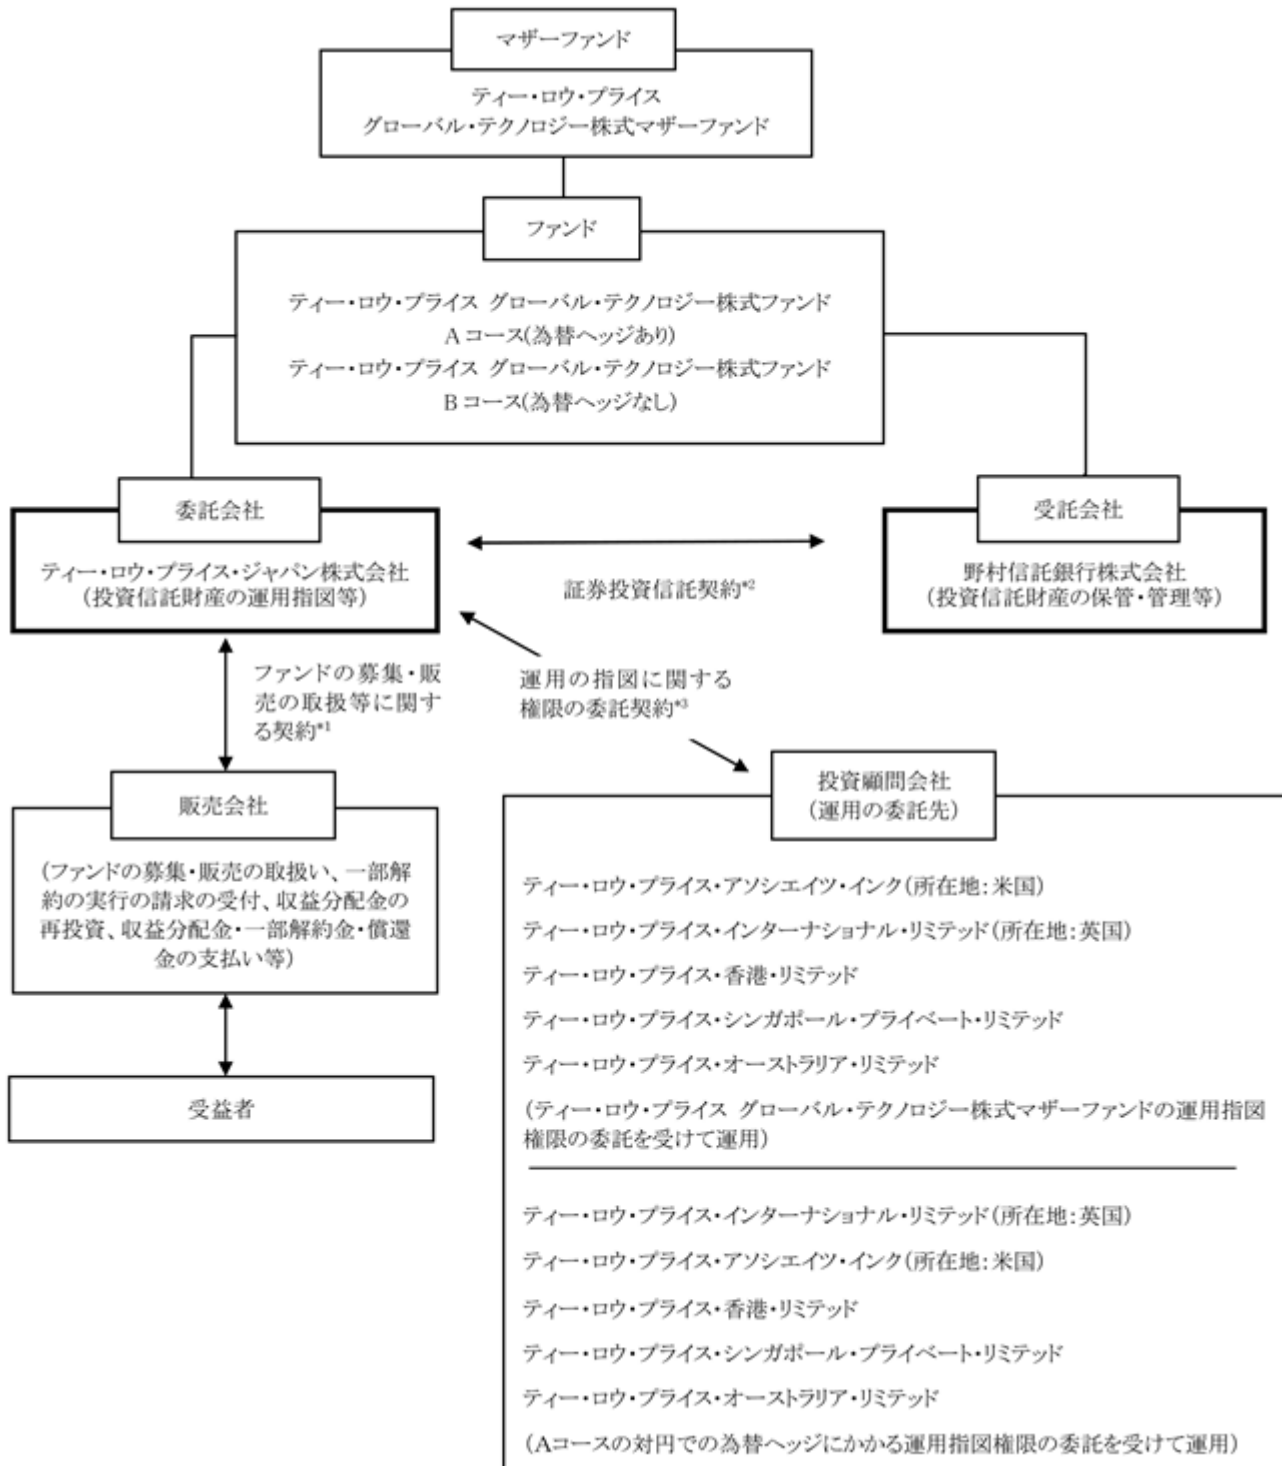 マザーファンド
ティー・ロウ・プライス
グローバル・テクノロジー株式マザーファンド
ファンド
ティー・ロウ・プライス グローバル・テクノロジー株式ファンド
Aコース(為替ヘッジあり)
ティー・ロウ・プライス グローバル・テクノロジー株式ファンド
Bコース(為替ヘッジなし)
委託会社
ティー・ロウ・プライス・ジャパン株式会社
(投資信託財産の運用指図等)
証券投資信託契約*2
受託会社
野村信託銀行株式会社
(投資信託財産の保管・管理等)
ファンドの募集・販
売の取扱等に関す
る契約*1
運用の指図に関する
権限の委託契約*3
販売会社
(ファンドの募集・販売の取扱い、一部解
約の実行の請求の受付、収益分配金の
再投資、収益分配金・一部解約金・償還
金の支払い等)
受益者
投資顧問会社
(運用の委託先)
ティー・ロウ・プライス・アソシエイツ・インク(所在地:米国)
ティー・ロウ・プライス・インターナショナル・リミテッド(所在地:英国)
ティー・ロウ・プライス・香港・リミテッド
ティー・ロウ・プライス・シンガポール・プライベート・リミテッド
ティー・ロウ・プライス・オーストラリア・リミテッド
(ティー・ロウ・プライス グローバル・テクノロジー株式マザーファンドの運用指図
権限の委託を受けて運用)
ティー・ロウ・プライス・インターナショナル・リミテッド(所在地:英国)
ティー・ロウ・プライス・アソシエイツ・インク(所在地:米国)
ティー・ロウ・プライス・香港・リミテッド
ティー・ロウ・プライス・シンガポール・プライベート・リミテッド
ティー・ロウ・プライス・オーストラリア・リミテッド
(Aコースの対円での為替ヘッジにかかる運用指図権限の委託を受けて運用)